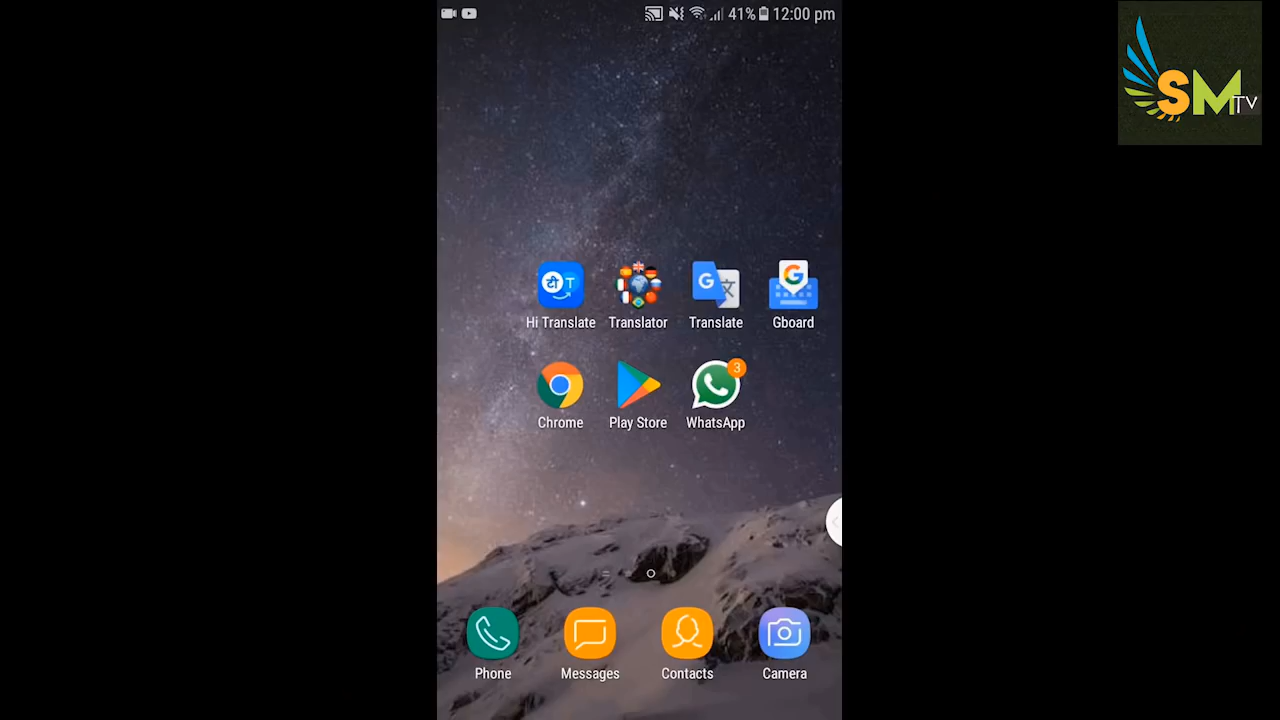 41% 12:00 pm
SM TV
टी T
G 文
G
Hi Translate Translator Translate Gboard
3
Chrome Play Store WhatsApp
Phone Messages Contacts Camera